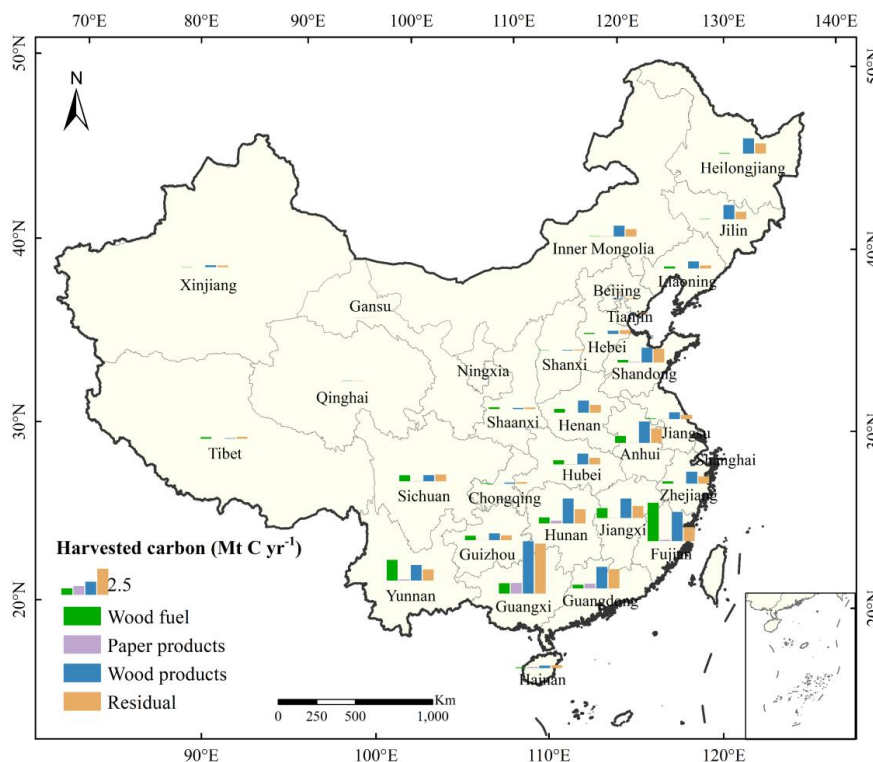 70°E 80°E 90°E 100°E 110°E 120°E 130°E 140°E
50°N
50°N
N
Heilongjiang
Jilin
40°N
40°N
Inner Mongolia
Xinjiang
Liaoning
Beijing
Gansu
Tianjin
Hebei
Shanxi
Shandong
Ningxia
Qinghai
30°N
30°N
Shaanxi
Henan
Jiangsu
Tibet
Anhui
Shanghai
Hubei
Sichuan
Chongqing
Zhejiang
Hunan
Jiangxi
Harvested carbon (Mt C yr⁻¹)
Guizhou
Fujian
2.5
Yunnan
Guangxi
Guangdong
20°N
20°N
Wood fuel
Paper products
Wood products
Hainan
Residual
Km
0 250 500 1,000
90°E 100°E 110°E 120°E